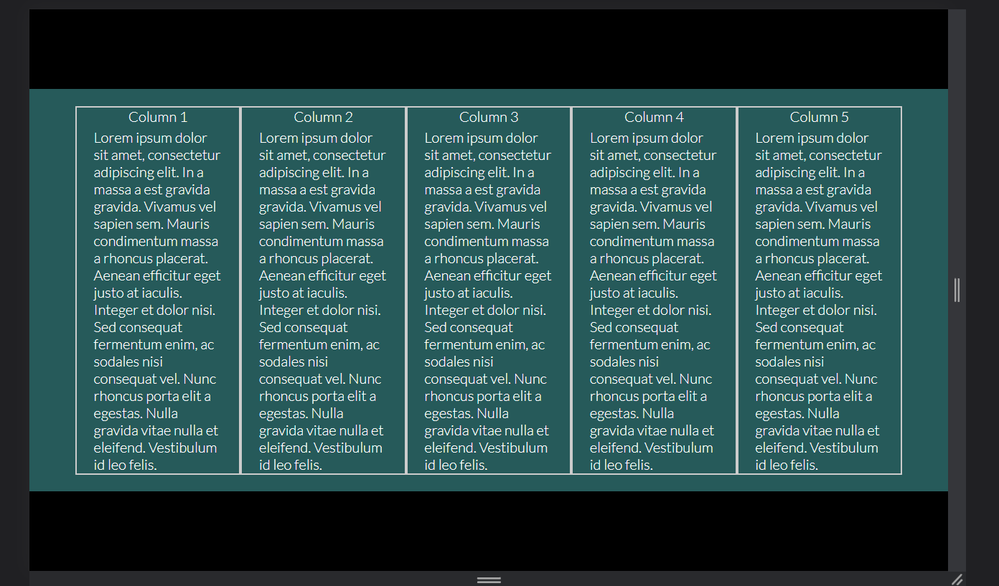 Column 1
Lorem ipsum dolor
sit amet, consectetur
adipiscing elit. In a
massa a est gravida
gravida. Vivamus vel
sapien sem. Mauris
condimentum massa
a rhoncus placerat.
Aenean efficitur eget
justo at iaculis.
Integer et dolor nisi.
Sed consequat
fermentum enim, ac
sodales nisi
consequat vel. Nunc
rhoncus porta elit a
egestas. Nulla
gravida vitae nulla et
eleifend. Vestibulum
id leo felis.
Column 2
Lorem ipsum dolor
sit amet, consectetur
adipiscing elit. In a
massa a est gravida
gravida. Vivamus vel
sapien sem. Mauris
condimentum massa
a rhoncus placerat.
Aenean efficitur eget
justo at iaculis.
Integer et dolor nisi.
Sed consequat
fermentum enim, ac
sodales nisi
consequat vel. Nunc
rhoncus porta elit a
egestas. Nulla
gravida vitae nulla et
eleifend. Vestibulum
id leo felis.
Column 3
Lorem ipsum dolor
sit amet, consectetur
adipiscing elit. In a
massa a est gravida
gravida. Vivamus vel
sapien sem. Mauris
condimentum massa
a rhoncus placerat.
Aenean efficitur eget
justo at iaculis.
Integer et dolor nisi.
Sed consequat
fermentum enim, ac
sodales nisi
consequat vel. Nunc
rhoncus porta elit a
egestas. Nulla
gravida vitae nulla et
eleifend. Vestibulum
id leo felis.
Column 4
Lorem ipsum dolor
sit amet, consectetur
adipiscing elit. In a
massa a est gravida
gravida. Vivamus vel
sapien sem. Mauris
condimentum massa
a rhoncus placerat.
Aenean efficitur eget
justo at iaculis.
Integer et dolor nisi.
Sed consequat
fermentum enim, ac
sodales nisi
consequat vel. Nunc
rhoncus porta elit a
egestas. Nulla
gravida vitae nulla et
eleifend. Vestibulum
id leo felis.
Column 5
Lorem ipsum dolor
sit amet, consectetur
adipiscing elit. In a
massa a est gravida
gravida. Vivamus vel
sapien sem. Mauris
condimentum massa
a rhoncus placerat.
Aenean efficitur eget
justo at iaculis.
Integer et dolor nisi.
Sed consequat
fermentum enim, ac
sodales nisi
consequat vel. Nunc
rhoncus porta elit a
egestas. Nulla
gravida vitae nulla et
eleifend. Vestibulum
id leo felis.